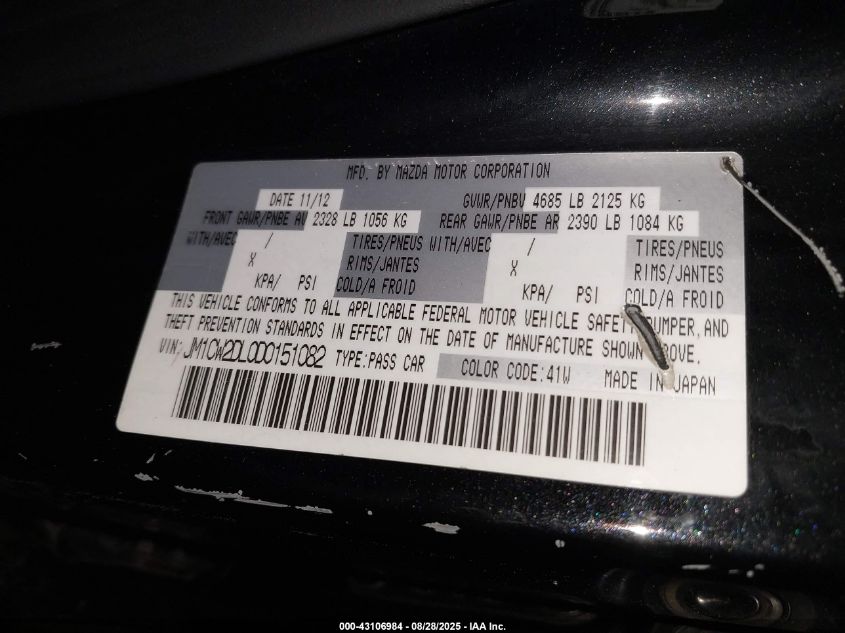 MFD. BY MAZDA MOTOR CORPORATION
DATE 11/12 GVWR/PNBV 4685 LB 2125 KG
FRONT GAWR/PNBE AV 2328 LB 1056 KG REAR GAWR/PNBE AR 2390 LB 1084 KG
WITH/AVEC / TIRES/PNEUS WITH/AVEC / TIRES/PNEUS
X RIMS/JANTES X RIMS/JANTES
KPA/ PSI COLD/A FROID KPA/ PSI COLD/A FROID
THIS VEHICLE CONFORMS TO ALL APPLICABLE FEDERAL MOTOR VEHICLE SAFETY, BUMPER, AND
THEFT PREVENTION STANDARDS IN EFFECT ON THE DATE OF MANUFACTURE SHOWN ABOVE.
VIN: JM1CW2DL0D0151082 TYPE:PASS CAR COLOR CODE:41W MADE IN JAPAN
000-43106984 - 08/28/2025 - IAA Inc.